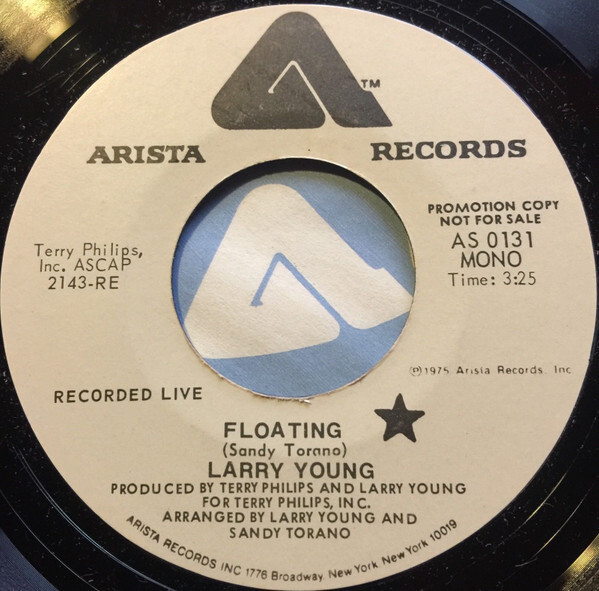 TM
ARISTA RECORDS
PROMOTION COPY
NOT FOR SALE
AS 0131
MONO
Time: 3:25
Terry Philips,
Inc. ASCAP
2143-RE
℗1975 Arista Records, Inc
RECORDED LIVE
FLOATING
(Sandy Torano)
LARRY YOUNG
PRODUCED BY TERRY PHILIPS AND LARRY YOUNG
FOR TERRY PHILIPS, INC.
ARRANGED BY LARRY YOUNG AND
SANDY TORANO
ARISTA RECORDS INC 1776 Broadway, New York, New York 10019